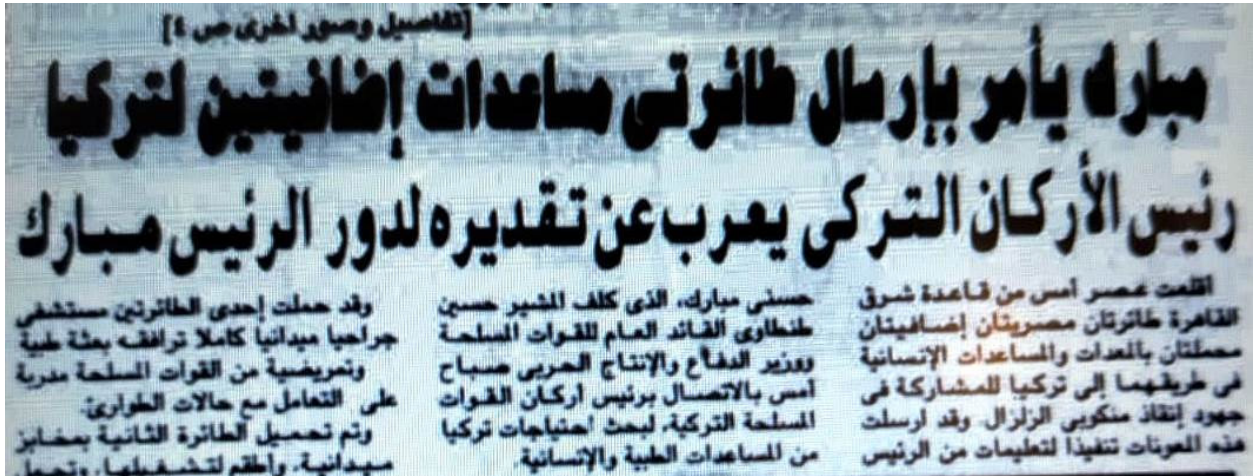 [تفاصيل وصور اخرى ص ٤]
مبارك يأمر بإرسال طائرتى مساعدات إضافيتين لتركيا
رئيس الأركان التركى يعرب عن تقديره لدور الرئيس مبارك
أقلعت عصر أمس من قاعدة شرق
القاهرة طائرتان مصريتان إضافيتان
محملتان بالمعدات والمساعدات الإنسانية
فى طريقهما إلى تركيا للمشاركة فى
جهود إنقاذ منكوبى الزلزال. وقد ارسلت
هذه المعونات تنفيذا لتعليمات من الرئيس
حسنى مبارك، الذى كلف المشير حسين
طنطاوى القائد العام للقوات المسلحة
ووزير الدفاع والإنتاج الحربى صباح
أمس بالاتصال برئيس أركان القوات
المسلحة التركية، لبحث احتياجات تركيا
من المساعدات الطبية والإنسانية.
وقد حملت إحدى الطائرتين مستشفى
جراحيا ميدانيا كاملا ترافقه بعثة طبية
وتمريضية من القوات المسلحة مدربة
على التعامل مع حالات الطوارئ.
وتم تحميل الطائرة الثانية بمخابز
ميدانية، وأطقم لتشغيلها، وتحمل